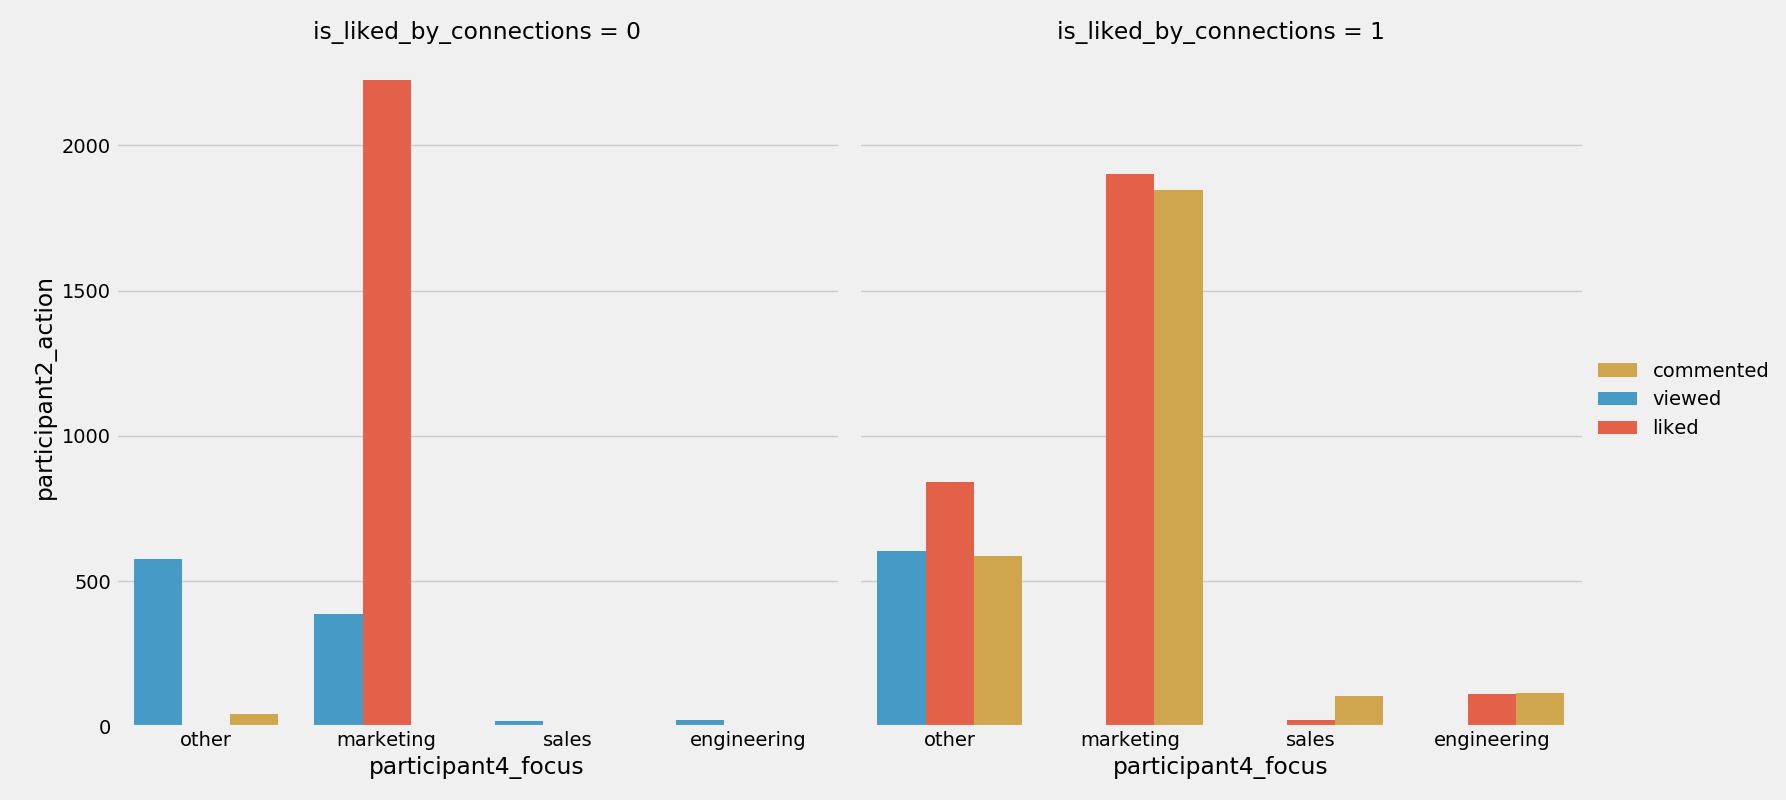 is_liked_by_connections = 0
is_liked_by_connections = 1
participant2_action
2000
1500
1000
500
0
other
marketing
sales
engineering
participant4_focus
other
marketing
sales
engineering
participant4_focus
commented
viewed
liked